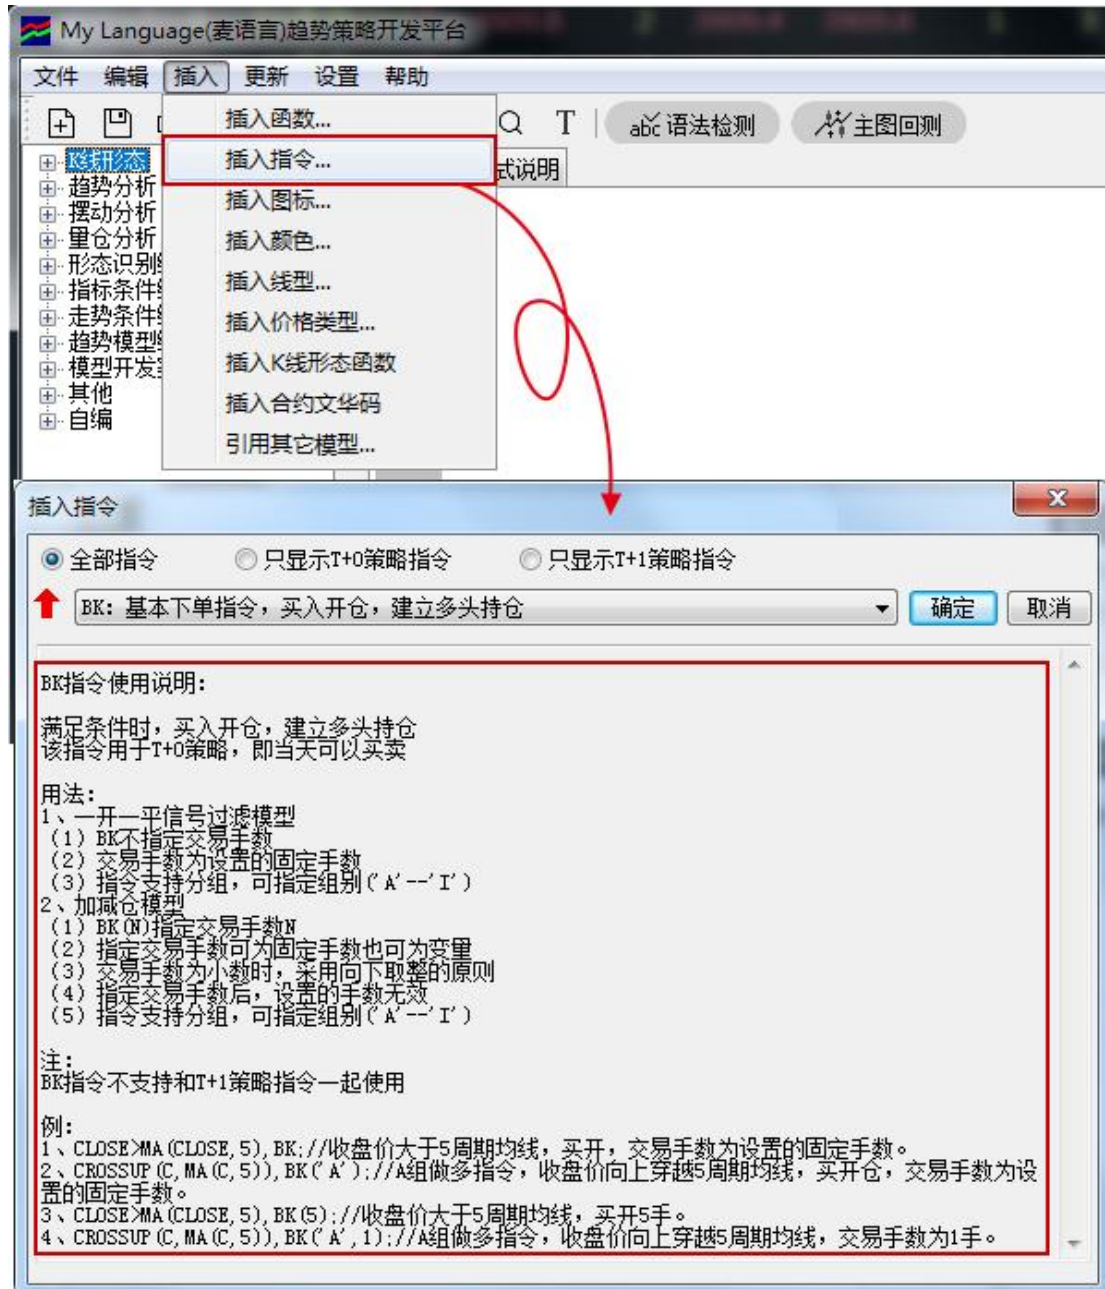 My Language(麦语言)趋势策略开发平台
文件 编辑 插入 更新 设置 帮助
插入函数...
T abc 语法检测 主图回测
插入指令...
式说明
K线形态
趋势分析
摆动分析
量仓分析
形态识别
指标条件
走势条件
趋势模型
模型开发
其他
自编
插入图标...
插入颜色...
插入线型...
插入价格类型...
插入K线形态函数
插入合约文华码
引用其它模型...
插入指令
全部指令 只显示T+0策略指令 只显示T+1策略指令
BK: 基本下单指令，买入开仓，建立多头持仓 确定 取消
BK指令使用说明:
满足条件时，买入开仓，建立多头持仓
该指令用于T+0策略，即当天可以买卖
用法:
1、一开一平信号过滤模型
(1) BK不指定交易手数
(2) 交易手数为设置的固定手数
(3) 指令支持分组，可指定组别('A'--'I')
2、加减仓模型
(1) BK(N)指定交易手数N
(2) 指定交易手数可为固定手数也可为变量
(3) 交易手数为小数时，采用向下取整的原则
(4) 指定交易手数后，设置的手数无效
(5) 指令支持分组，可指定组别('A'--'I')
注:
BK指令不支持和T+1策略指令一起使用
例:
1、CLOSE>MA(CLOSE,5),BK;//收盘价大于5周期均线，买开，交易手数为设置的固定手数。
2、CROSSUP(C,MA(C,5)),BK('A');//A组做多指令，收盘价向上穿越5周期均线，买开仓，交易手数为设
置的固定手数。
3、CLOSE>MA(CLOSE,5),BK(5);//收盘价大于5周期均线，买开5手。
4、CROSSUP(C,MA(C,5)),BK('A',1);//A组做多指令，收盘价向上穿越5周期均线，交易手数为1手。